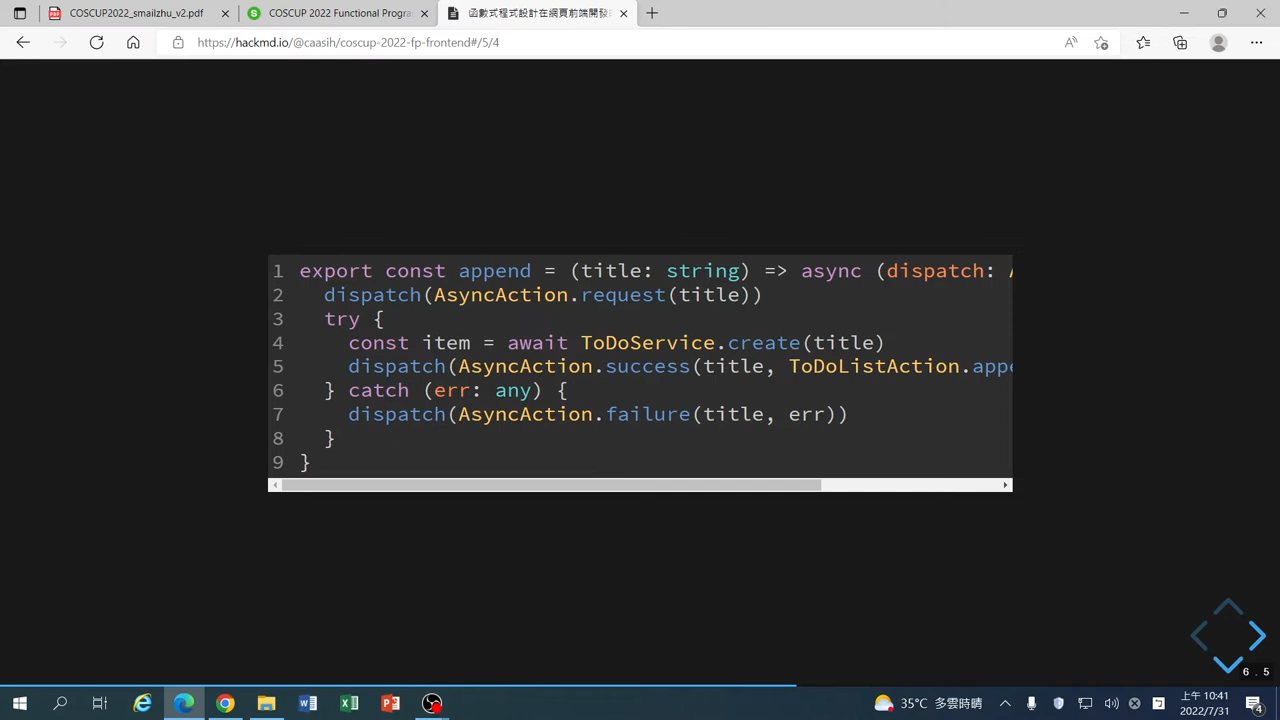 COSCUP2022_smailzhu_v2.pdf
COSCUP 2022 Functional Progra
函數式程式設計在網頁前端開發
https://hackmd.io/@caasih/coscup-2022-fp-frontend#/5/4
1 export const append = (title: string) => async (dispatch:
2 dispatch(AsyncAction.request(title))
3 try {
4 const item = await ToDoService.create(title)
5 dispatch(AsyncAction.success(title, ToDoListAction.appe
6 } catch (err: any) {
7 dispatch(AsyncAction.failure(title, err))
8 }
9 }
6.5
35°C 多雲時晴
上午 10:41
2022/7/31
4